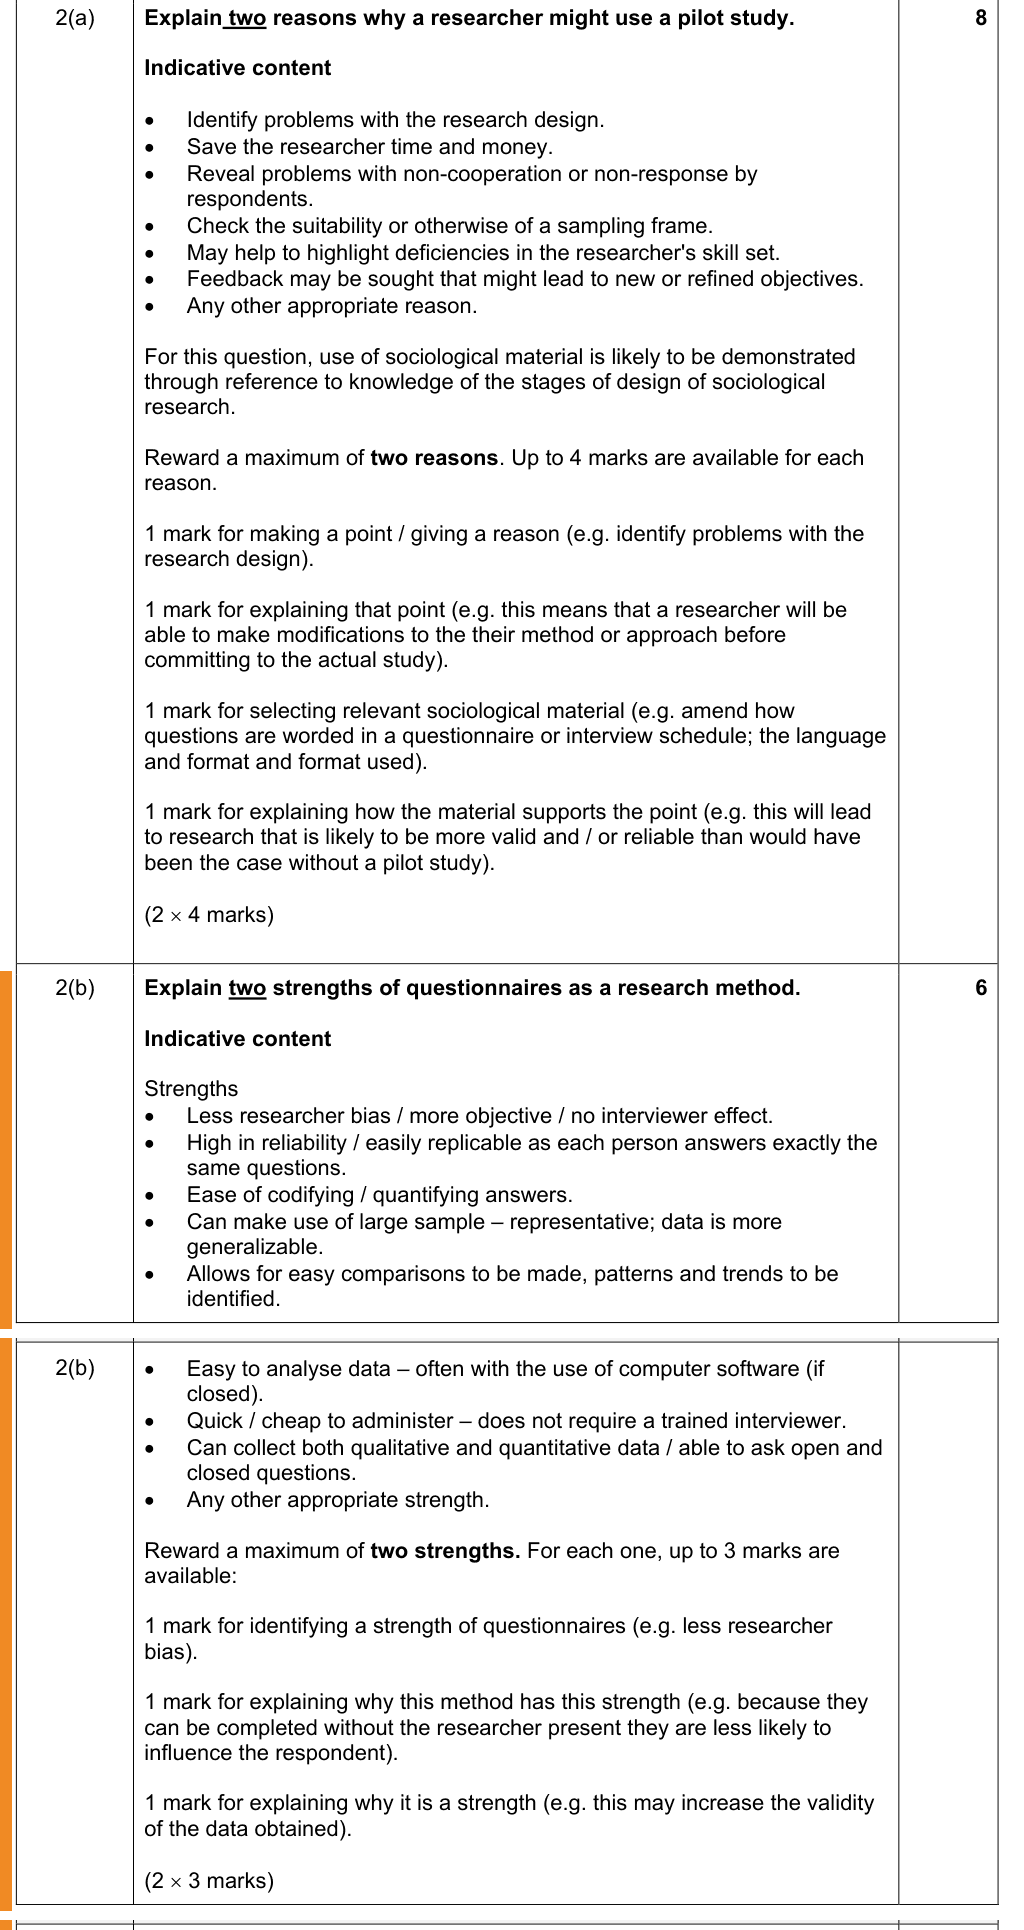 2(a) Explain two reasons why a researcher might use a pilot study. 8
Indicative content
• Identify problems with the research design.
• Save the researcher time and money.
• Reveal problems with non-cooperation or non-response by
respondents.
• Check the suitability or otherwise of a sampling frame.
• May help to highlight deficiencies in the researcher's skill set.
• Feedback may be sought that might lead to new or refined objectives.
• Any other appropriate reason.
For this question, use of sociological material is likely to be demonstrated
through reference to knowledge of the stages of design of sociological
research.
Reward a maximum of two reasons. Up to 4 marks are available for each
reason.
1 mark for making a point / giving a reason (e.g. identify problems with the
research design).
1 mark for explaining that point (e.g. this means that a researcher will be
able to make modifications to the their method or approach before
committing to the actual study).
1 mark for selecting relevant sociological material (e.g. amend how
questions are worded in a questionnaire or interview schedule; the language
and format and format used).
1 mark for explaining how the material supports the point (e.g. this will lead
to research that is likely to be more valid and / or reliable than would have
been the case without a pilot study).
(2 × 4 marks)
2(b) Explain two strengths of questionnaires as a research method. 6
Indicative content
Strengths
• Less researcher bias / more objective / no interviewer effect.
• High in reliability / easily replicable as each person answers exactly the
same questions.
• Ease of codifying / quantifying answers.
• Can make use of large sample – representative; data is more
generalizable.
• Allows for easy comparisons to be made, patterns and trends to be
identified.
2(b) • Easy to analyse data – often with the use of computer software (if
closed).
• Quick / cheap to administer – does not require a trained interviewer.
• Can collect both qualitative and quantitative data / able to ask open and
closed questions.
• Any other appropriate strength.
Reward a maximum of two strengths. For each one, up to 3 marks are
available:
1 mark for identifying a strength of questionnaires (e.g. less researcher
bias).
1 mark for explaining why this method has this strength (e.g. because they
can be completed without the researcher present they are less likely to
influence the respondent).
1 mark for explaining why it is a strength (e.g. this may increase the validity
of the data obtained).
(2 × 3 marks)